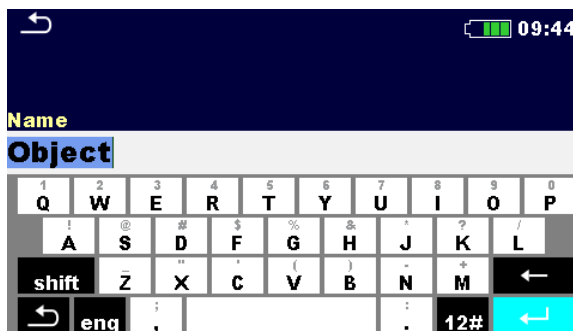 09:44
Name
Object
1 2 3 4 5 6 7 8 9 0
Q W E R T Y U I O P
! @ # $ % & * ? /
A S D F G H J K L
_ " ' ( ) - +
shift Z X C V B N M
; :
eng , . 12#